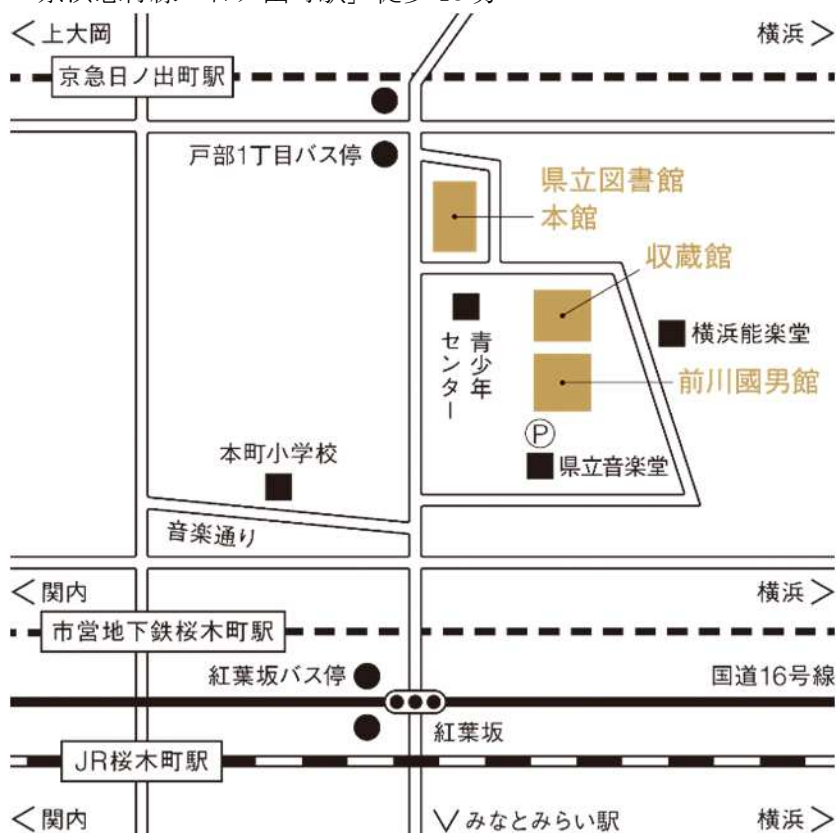 上大岡
横浜
京急日ノ出町駅
戸部1丁目バス停
県立図書館
本館
収蔵館
横浜能楽堂
青少年
センター
前川國男館
P
県立音楽堂
本町小学校
音楽通り
関内
横浜
市営地下鉄桜木町駅
紅葉坂バス停
国道16号線
紅葉坂
JR桜木町駅
関内
みなとみらい駅
横浜